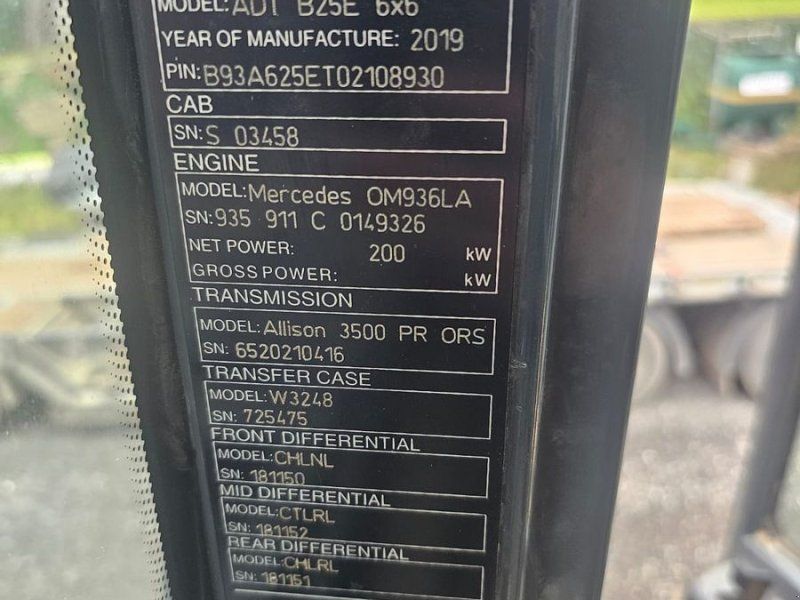 MODEL: ADT B25E 6x6
YEAR OF MANUFACTURE: 2019
PIN: B93A625ET02108930
CAB
SN: S 03458
ENGINE
MODEL: Mercedes OM936LA
SN: 935 911 C 0149326
NET POWER: 200 kW
GROSS POWER: kW
TRANSMISSION
MODEL: Allison 3500 PR ORS
SN: 6520210416
TRANSFER CASE
MODEL: W3248
SN: 725475
FRONT DIFFERENTIAL
MODEL: CHLNL
SN: 181150
MID DIFFERENTIAL
MODEL: CTLRL
SN: 181152
REAR DIFFERENTIAL
MODEL: CHLRL
SN: 181151